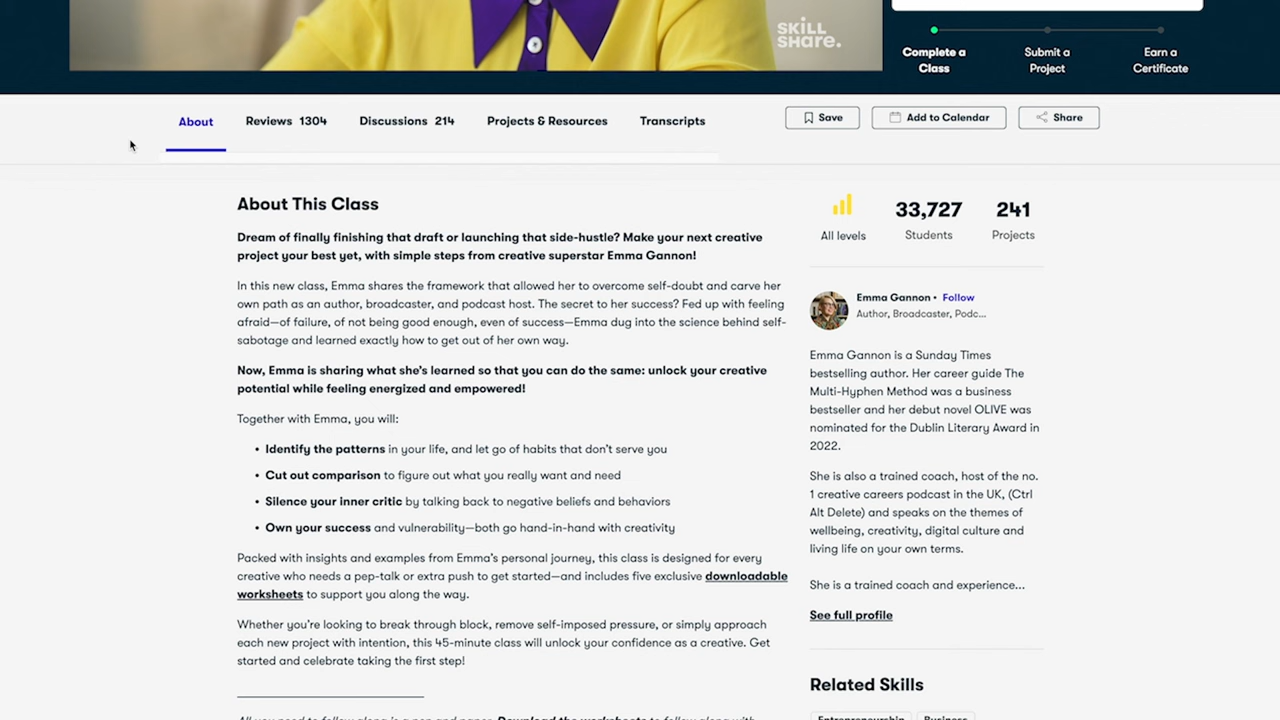 SKILL
SHARE.
Complete a
Class
Submit a
Project
Earn a
Certificate
About
Reviews 1304
Discussions 214
Projects & Resources
Transcripts
Save
Add to Calendar
Share
About This Class
Dream of finally finishing that draft or launching that side-hustle? Make your next creative
project your best yet, with simple steps from creative superstar Emma Gannon!
In this new class, Emma shares the framework that allowed her to overcome self-doubt and carve her
own path as an author, broadcaster, and podcast host. The secret to her success? Fed up with feeling
afraid—of failure, of not being good enough, even of success—Emma dug into the science behind self-
sabotage and learned exactly how to get out of her own way.
Now, Emma is sharing what she's learned so that you can do the same: unlock your creative
potential while feeling energized and empowered!
Together with Emma, you will:
• Identify the patterns in your life, and let go of habits that don't serve you
• Cut out comparison to figure out what you really want and need
• Silence your inner critic by talking back to negative beliefs and behaviors
• Own your success and vulnerability—both go hand-in-hand with creativity
Packed with insights and examples from Emma's personal journey, this class is designed for every
creative who needs a pep-talk or extra push to get started—and includes five exclusive downloadable
worksheets to support you along the way.
Whether you're looking to break through block, remove self-imposed pressure, or simply approach
each new project with intention, this 45-minute class will unlock your confidence as a creative. Get
started and celebrate taking the first step!
All you need to follow along is a pen and paper. Download the worksheets to follow along with
33,727
Students
241
Projects
All levels
Emma Gannon • Follow
Author, Broadcaster, Podc...
Emma Gannon is a Sunday Times
bestselling author. Her career guide The
Multi-Hyphen Method was a business
bestseller and her debut novel OLIVE was
nominated for the Dublin Literary Award in
2022.
She is also a trained coach, host of the no.
1 creative careers podcast in the UK, (Ctrl
Alt Delete) and speaks on the themes of
wellbeing, creativity, digital culture and
living life on your own terms.
She is a trained coach and experience...
See full profile
Related Skills
Entrepreneurship
Business